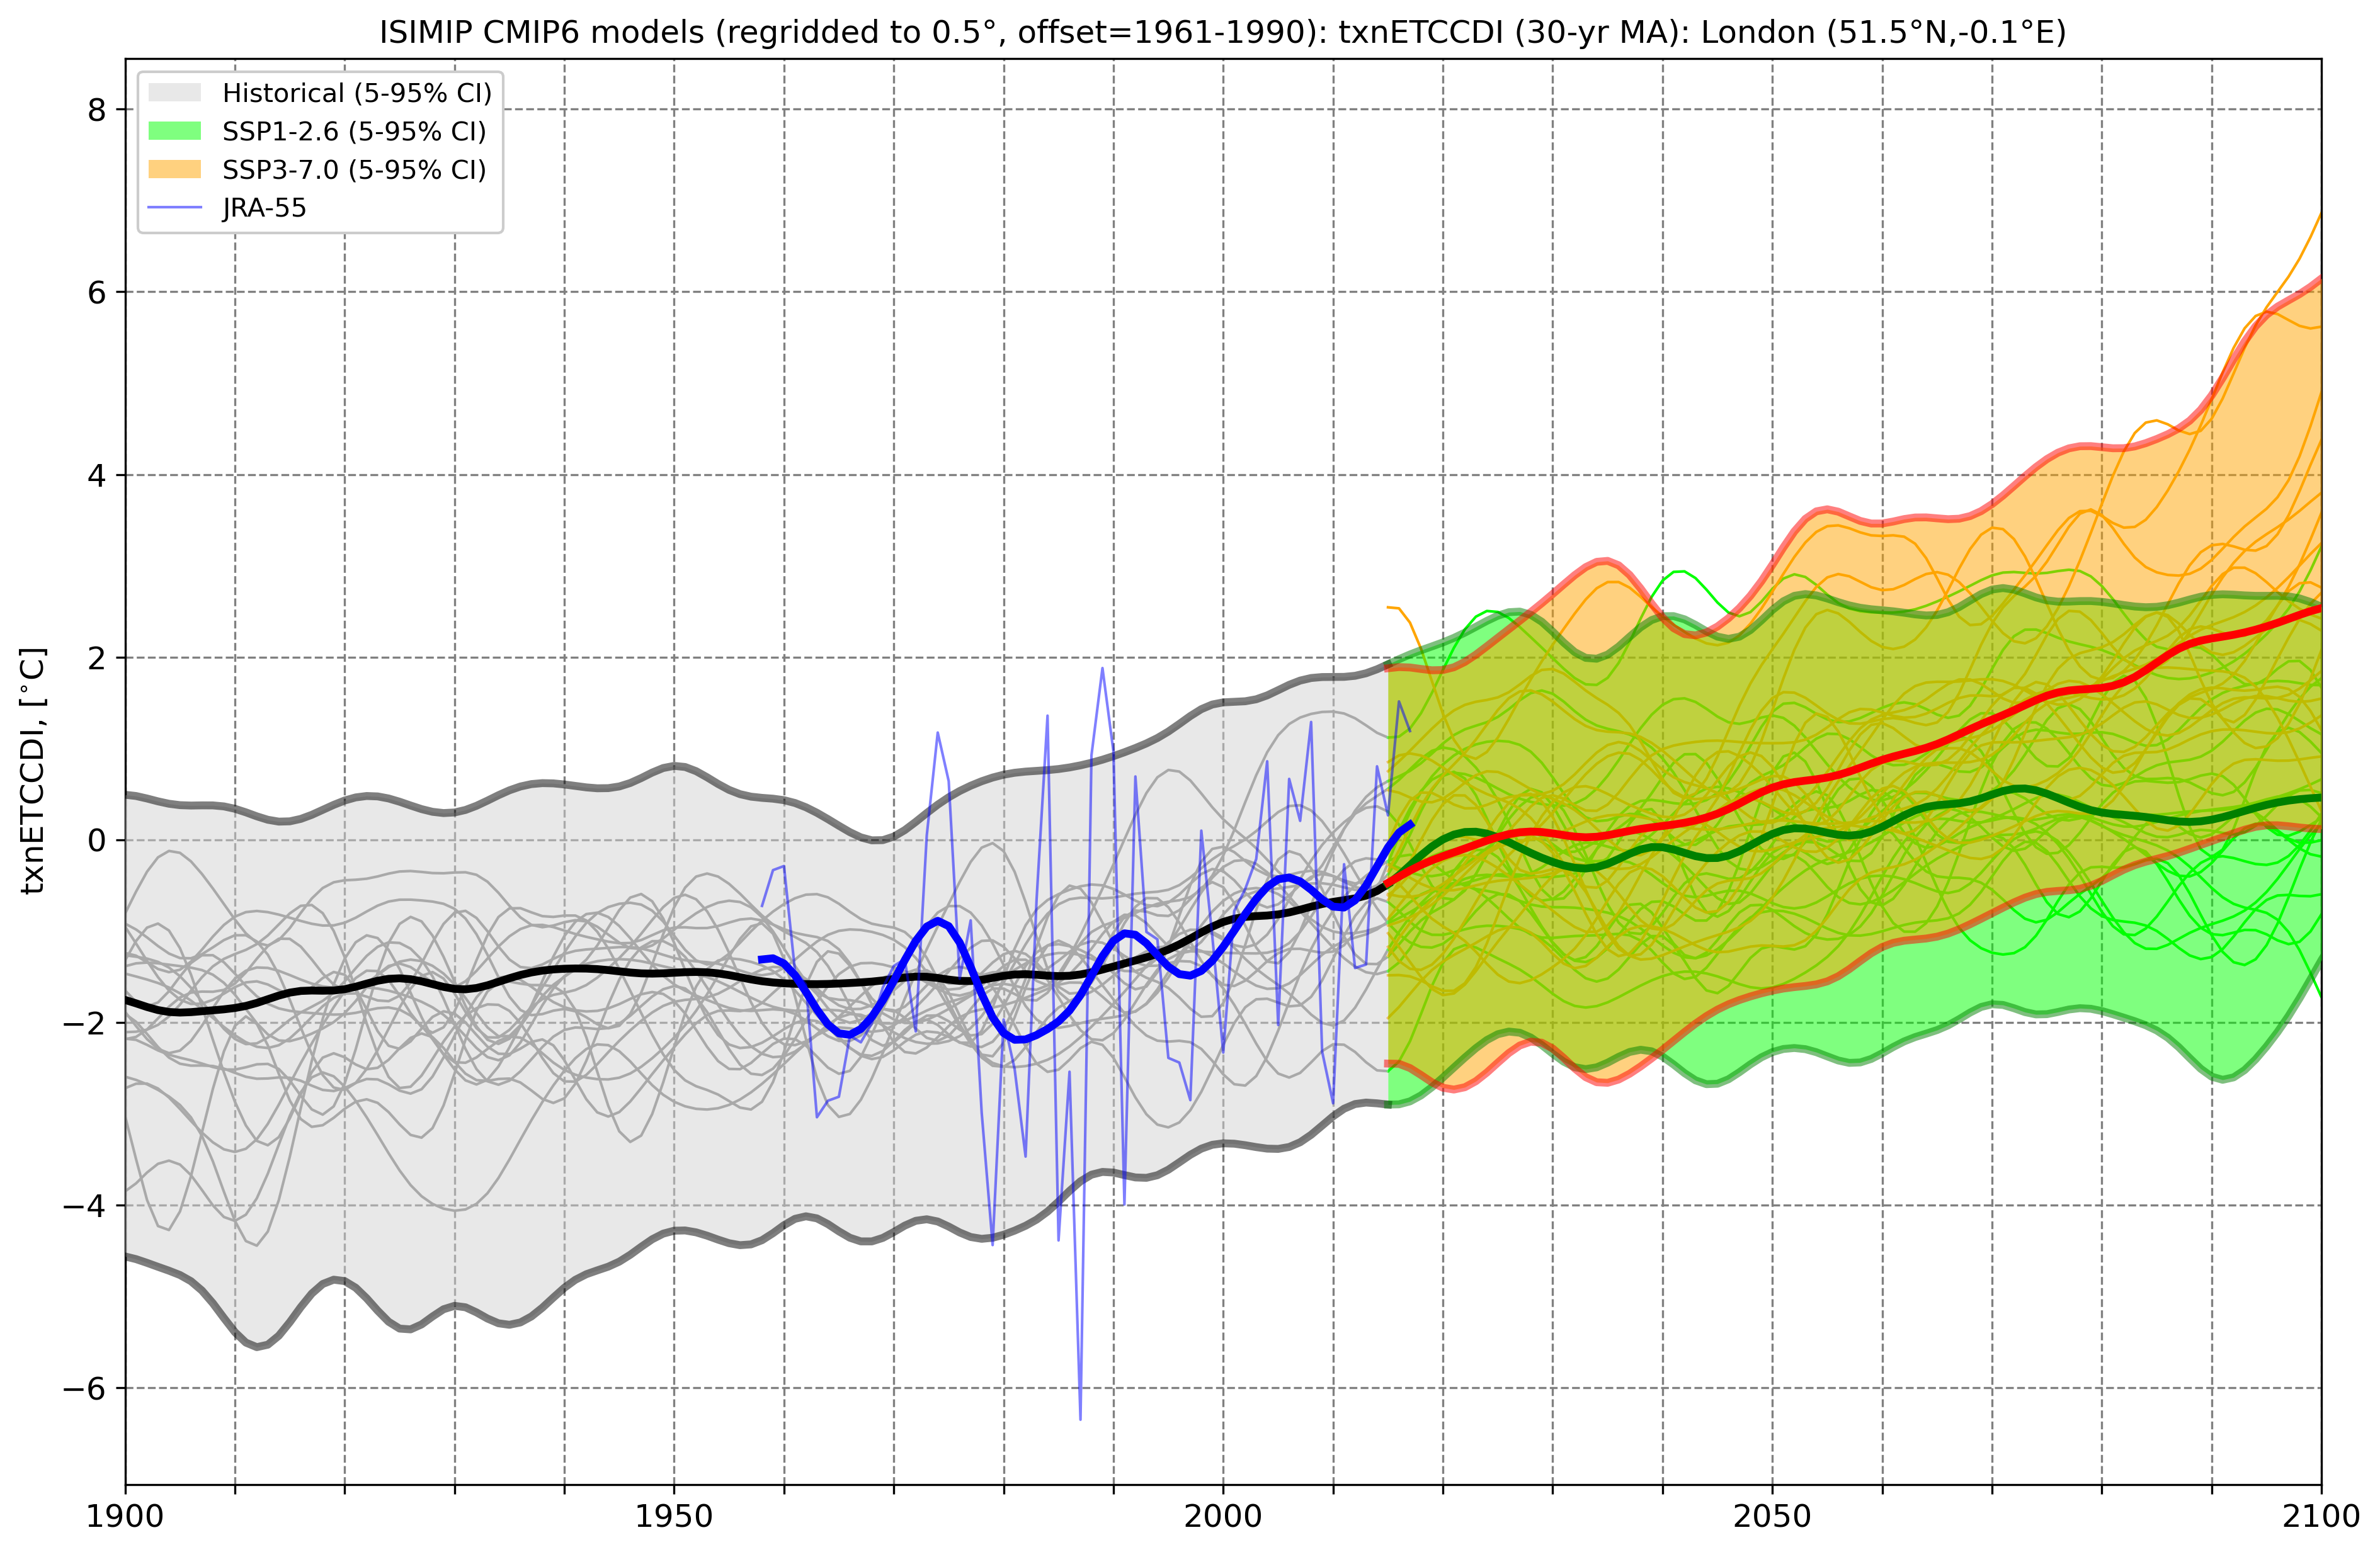 ISIMIP CMIP6 models (regridded to 0.5°, offset=1961-1990): txnETCCDI (30-yr MA): London (51.5°N,-0.1°E)
Historical (5-95% CI)
SSP1-2.6 (5-95% CI)
SSP3-7.0 (5-95% CI)
JRA-55
txnETCCDI, [°C]
8
6
4
2
0
−2
−4
−6
1900
1950
2000
2050
2100